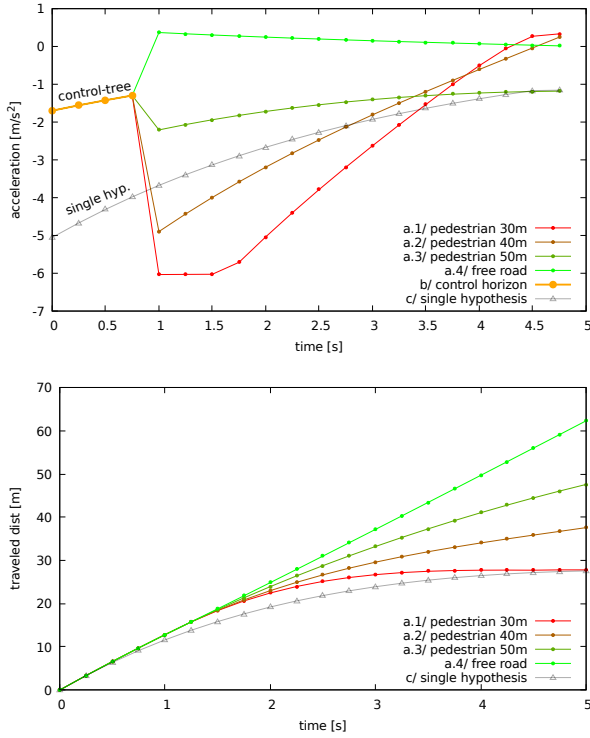 1
0
-1
-2
-3
-4
-5
-6
-7
acceleration [m/s²]
control-tree
single hyp.
a.1/ pedestrian 30m
a.2/ pedestrian 40m
a.3/ pedestrian 50m
a.4/ free road
b/ control horizon
c/ single hypothesis
0 0.5 1 1.5 2 2.5 3 3.5 4 4.5 5
time [s]
70
60
50
40
30
20
10
0
traveled dist [m]
a.1/ pedestrian 30m
a.2/ pedestrian 40m
a.3/ pedestrian 50m
a.4/ free road
c/ single hypothesis
0 1 2 3 4 5
time [s]